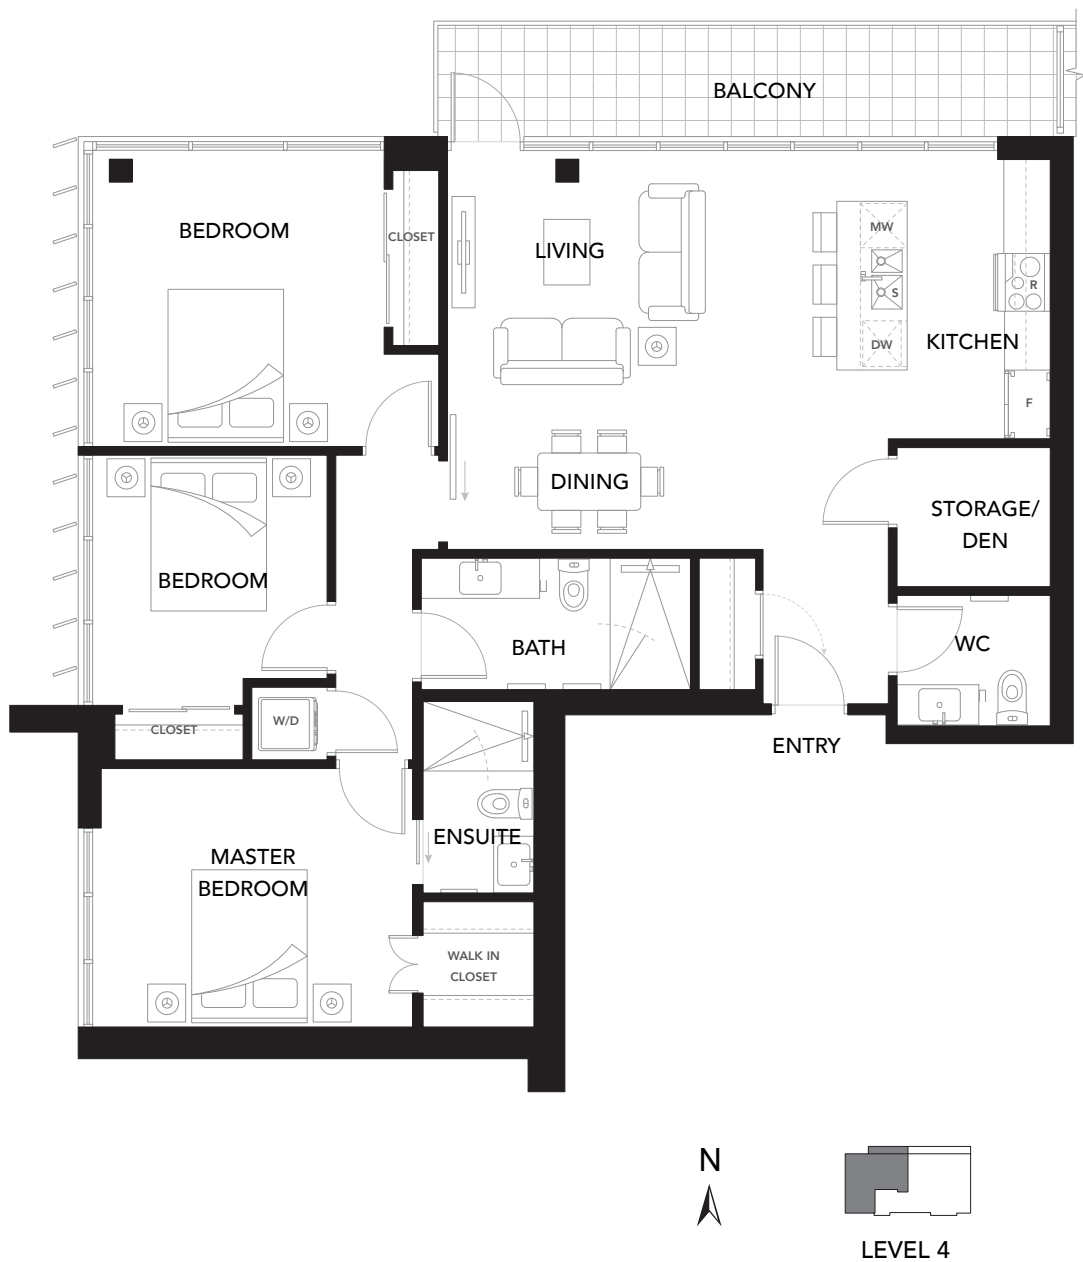 BALCONY
BEDROOM
CLOSET
LIVING
MW
S
R
DW
KITCHEN
F
DINING
STORAGE/
DEN
BEDROOM
BATH
WC
CLOSET
W/D
ENTRY
ENSUITE
MASTER
BEDROOM
WALK IN
CLOSET
N
LEVEL 4